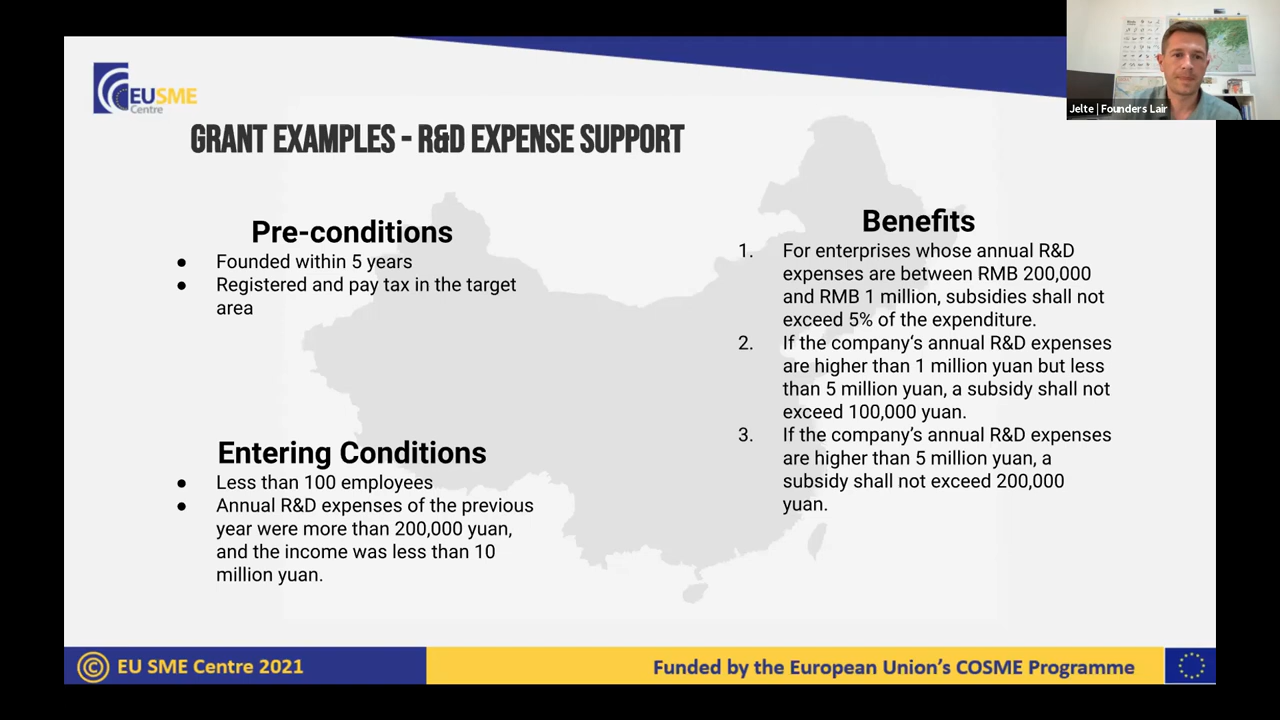 EUSME
Centre
Jelte | Founders Lair
GRANT EXAMPLES - R&D EXPENSE SUPPORT
Pre-conditions
● Founded within 5 years
● Registered and pay tax in the target
area
Entering Conditions
● Less than 100 employees
● Annual R&D expenses of the previous
year were more than 200,000 yuan,
and the income was less than 10
million yuan.
Benefits
1. For enterprises whose annual R&D
expenses are between RMB 200,000
and RMB 1 million, subsidies shall not
exceed 5% of the expenditure.
2. If the company‘s annual R&D expenses
are higher than 1 million yuan but less
than 5 million yuan, a subsidy shall not
exceed 100,000 yuan.
3. If the company’s annual R&D expenses
are higher than 5 million yuan, a
subsidy shall not exceed 200,000
yuan.
© EU SME Centre 2021
Funded by the European Union’s COSME Programme